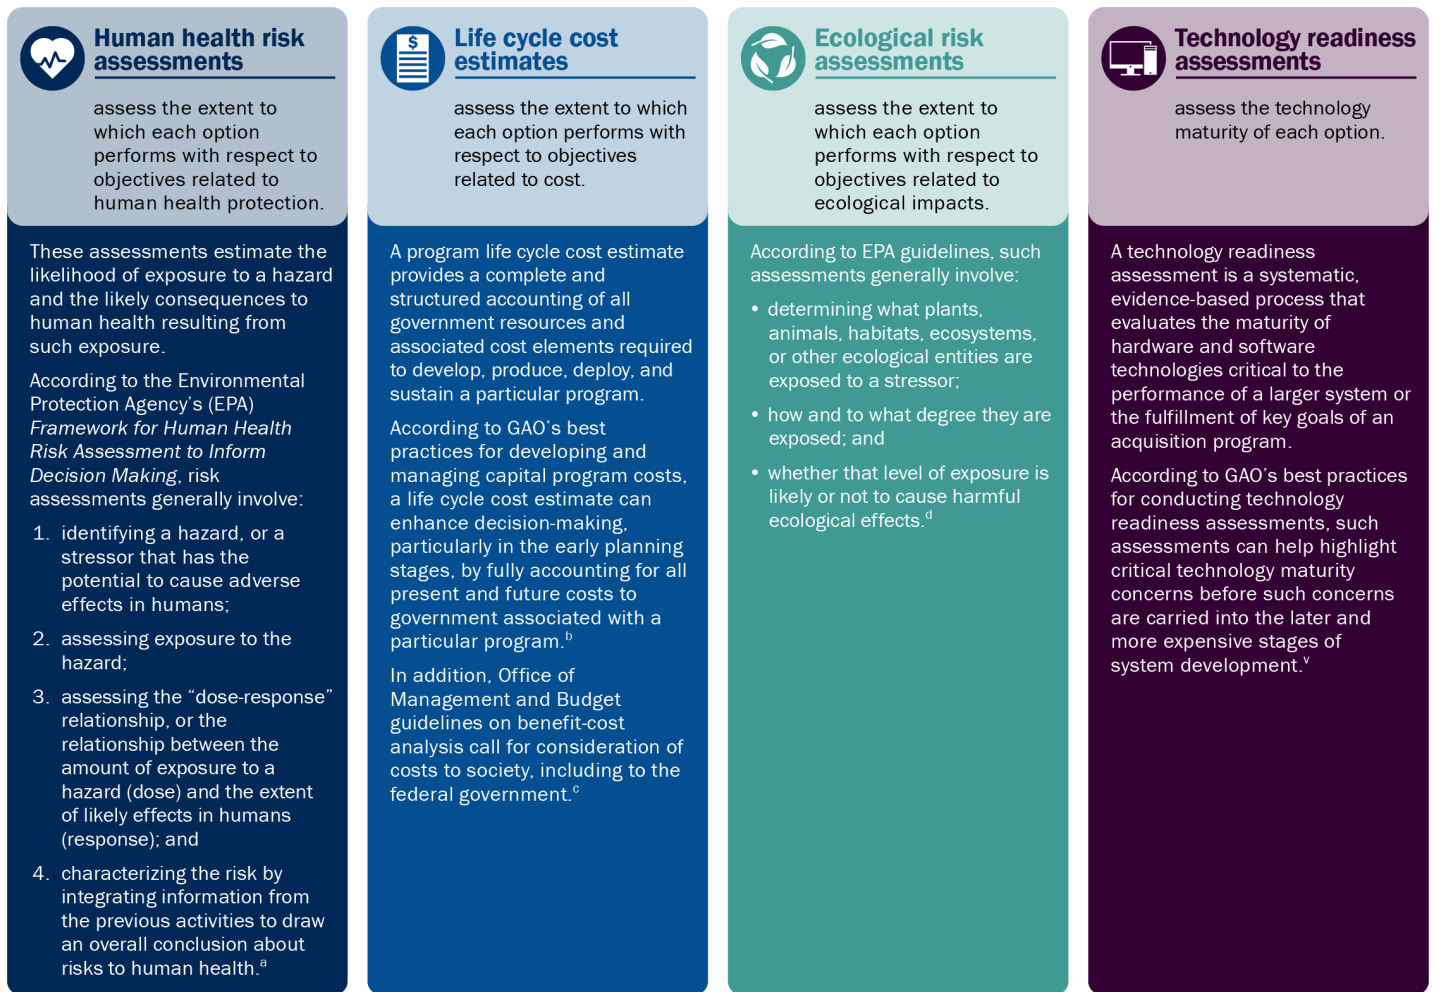 Human health risk
assessments
assess the extent to
which each option
performs with respect to
objectives related to
human health protection.
These assessments estimate the
likelihood of exposure to a hazard
and the likely consequences to
human health resulting from
such exposure.
According to the Environmental
Protection Agency’s (EPA)
Framework for Human Health
Risk Assessment to Inform
Decision Making, risk
assessments generally involve:
1. identifying a hazard, or a
stressor that has the
potential to cause adverse
effects in humans;
2. assessing exposure to the
hazard;
3. assessing the “dose-response”
relationship, or the
relationship between the
amount of exposure to a
hazard (dose) and the extent
of likely effects in humans
(response); and
4. characterizing the risk by
integrating information from
the previous activities to draw
an overall conclusion about
risks to human health.a
$
Life cycle cost
estimates
assess the extent to which
each option performs with
respect to objectives
related to cost.
A program life cycle cost estimate
provides a complete and
structured accounting of all
government resources and
associated cost elements required
to develop, produce, deploy, and
sustain a particular program.
According to GAO’s best
practices for developing and
managing capital program costs,
a life cycle cost estimate can
enhance decision-making,
particularly in the early planning
stages, by fully accounting for all
present and future costs to
government associated with a
particular program.b
In addition, Office of
Management and Budget
guidelines on benefit-cost
analysis call for consideration of
costs to society, including to the
federal government.c
Ecological risk
assessments
assess the extent to
which each option
performs with respect to
objectives related to
ecological impacts.
According to EPA guidelines, such
assessments generally involve:
• determining what plants,
animals, habitats, ecosystems,
or other ecological entities are
exposed to a stressor;
• how and to what degree they are
exposed; and
• whether that level of exposure is
likely or not to cause harmful
ecological effects.d
Technology readiness
assessments
assess the technology
maturity of each option.
A technology readiness
assessment is a systematic,
evidence-based process that
evaluates the maturity of
hardware and software
technologies critical to the
performance of a larger system or
the fulfillment of key goals of an
acquisition program.
According to GAO’s best practices
for conducting technology
readiness assessments, such
assessments can help highlight
critical technology maturity
concerns before such concerns
are carried into the later and
more expensive stages of
system development.v